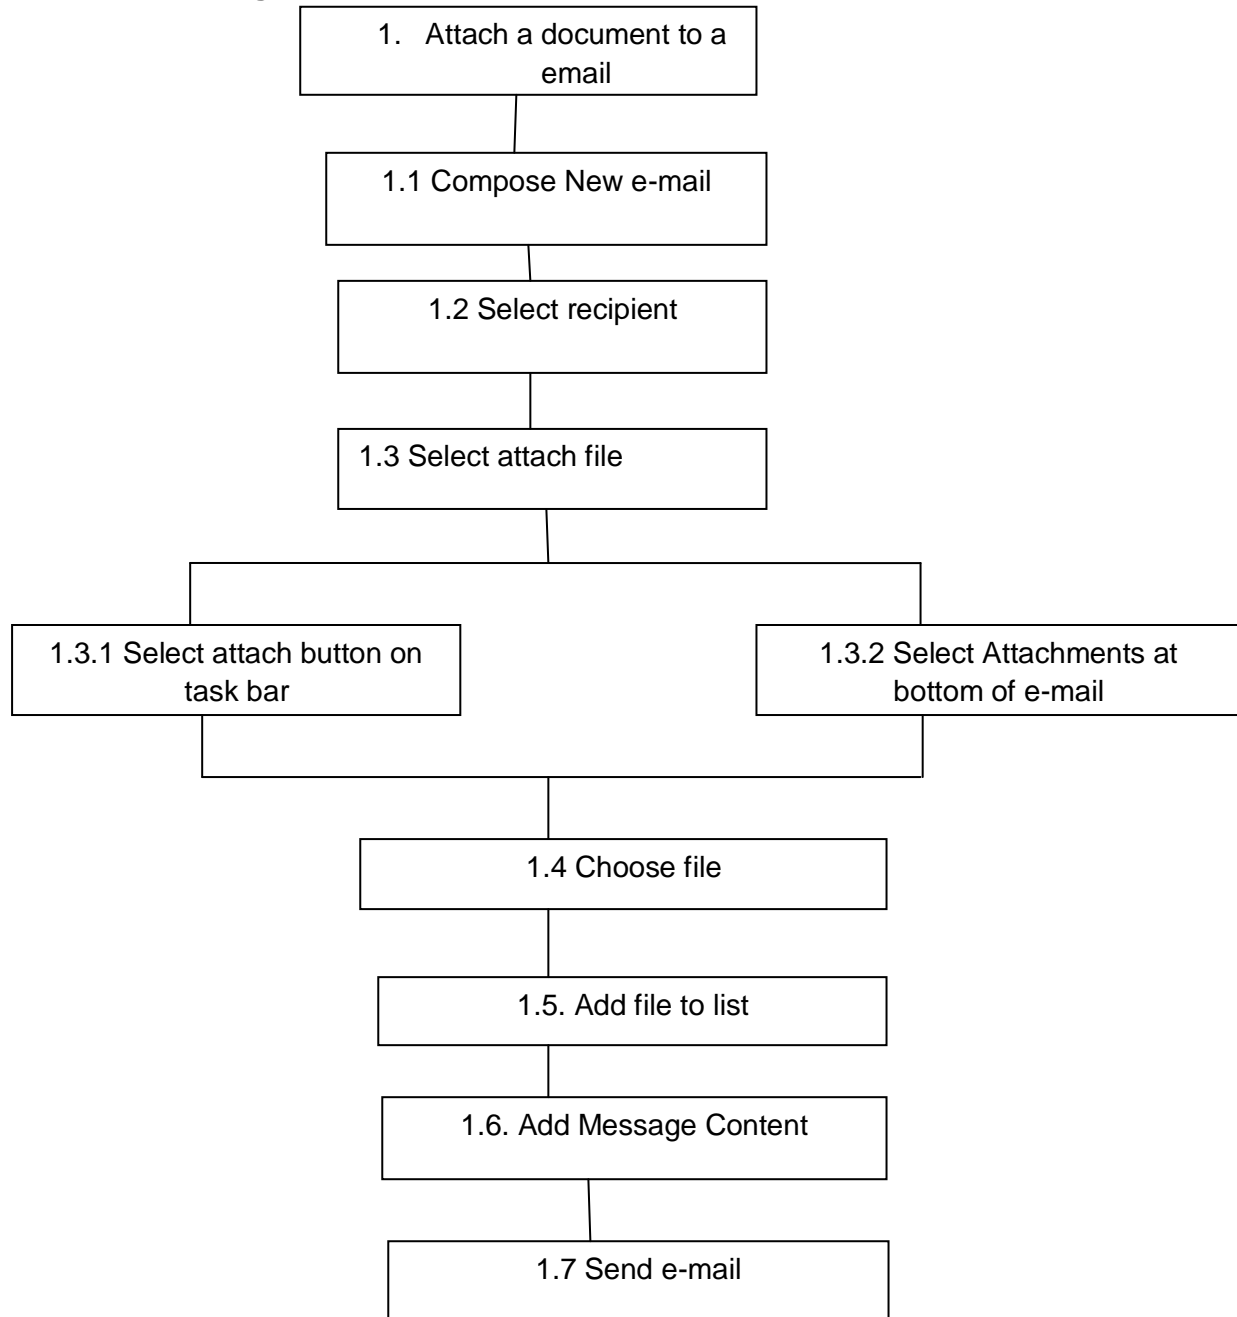 1. Attach a document to a
email
1.1 Compose New e-mail
1.2 Select recipient
1.3 Select attach file
1.3.1 Select attach button on
task bar
1.3.2 Select Attachments at
bottom of e-mail
1.4 Choose file
1.5. Add file to list
1.6. Add Message Content
1.7 Send e-mail